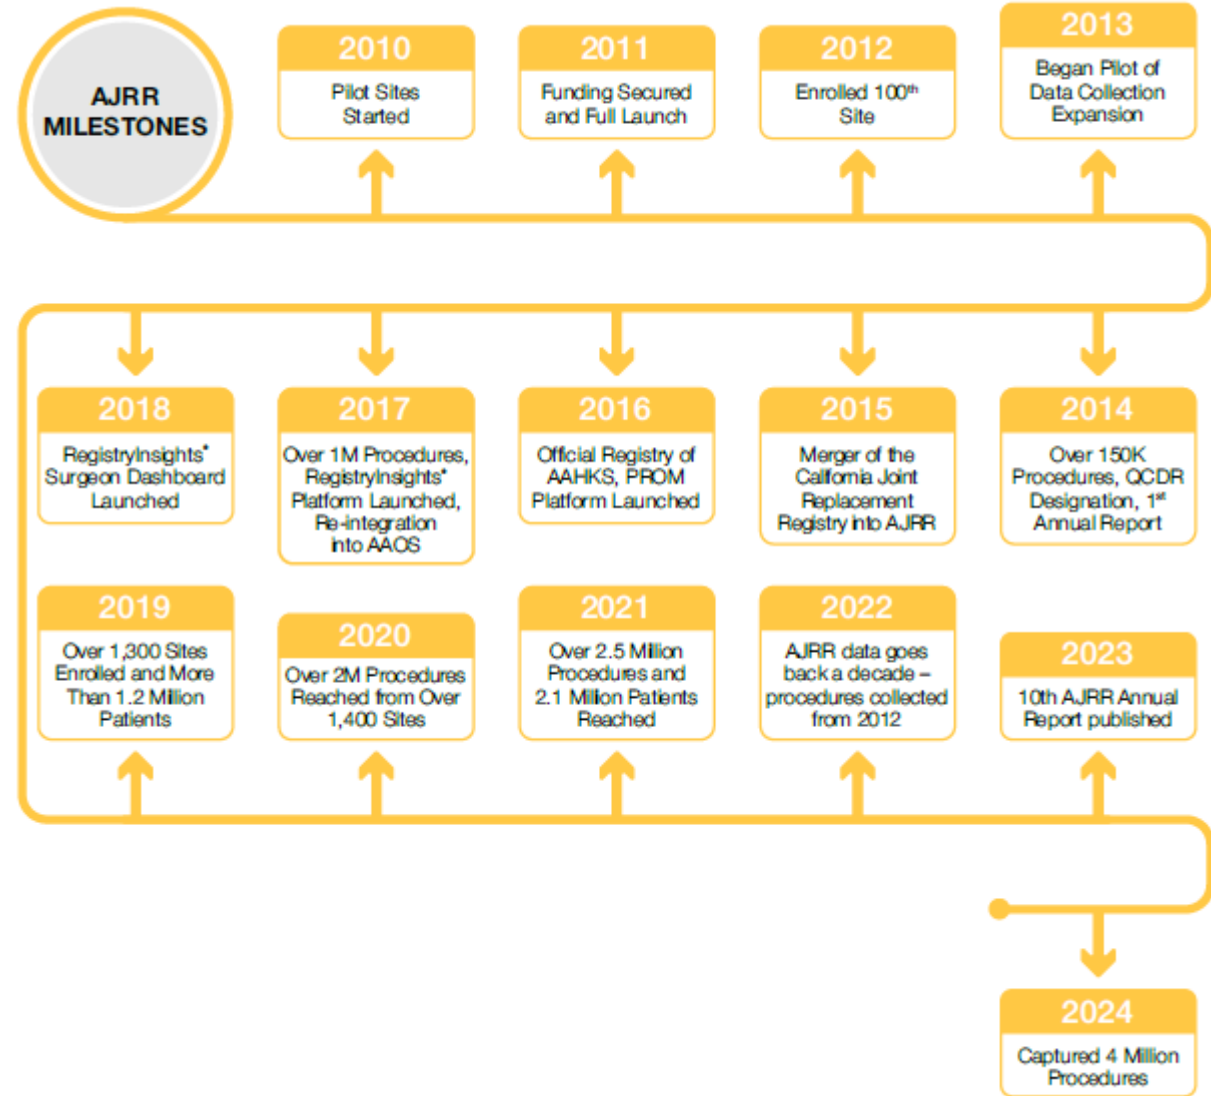 AJRR
MILESTONES
2010
Pilot Sites
Started
2011
Funding Secured
and Full Launch
2012
Enrolled 100th
Site
2013
Began Pilot of
Data Collection
Expansion
2018
RegistryInsights®
Surgeon Dashboard
Launched
2017
Over 1M Procedures,
RegistryInsights®
Platform Launched,
Re-integration
into AAOS
2016
Official Registry of
AAHKS, PROM
Platform Launched
2015
Merger of the
California Joint
Replacement
Registry into AJRR
2014
Over 150K
Procedures, QCDR
Designation, 1st
Annual Report
2019
Over 1,300 Sites
Enrolled and More
Than 1.2 Million
Patients
2020
Over 2M Procedures
Reached from Over
1,400 Sites
2021
Over 2.5 Million
Procedures and
2.1 Million Patients
Reached
2022
AJRR data goes
back a decade –
procedures collected
from 2012
2023
10th AJRR Annual
Report published
2024
Captured 4 Million
Procedures